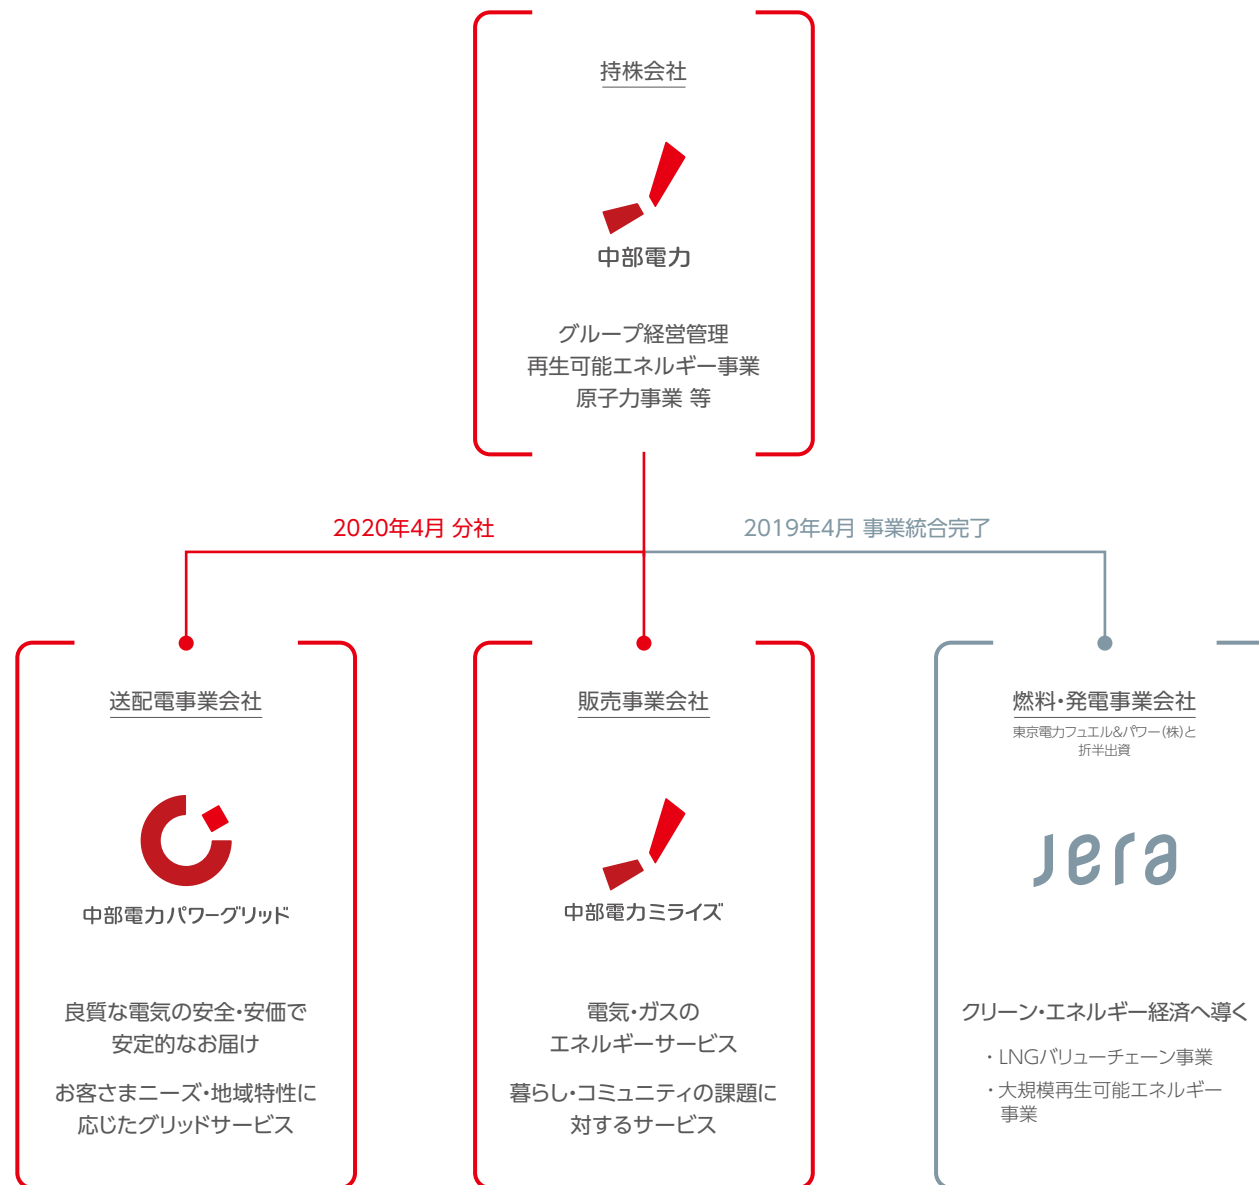 持株会社
中部電力
グループ経営管理
再生可能エネルギー事業
原子力事業 等
2020年4月 分社
2019年4月 事業統合完了
送配電事業会社
中部電力パワーグリッド
良質な電気の安全・安価で
安定的なお届け
お客さまニーズ・地域特性に
応じたグリッドサービス
販売事業会社
中部電力ミライズ
電気・ガスの
エネルギーサービス
暮らし・コミュニティの課題に
対するサービス
燃料・発電事業会社
東京電力フュエル&パワー(株)と
折半出資
Jera
クリーン・エネルギー経済へ導く
・LNGバリューチェーン事業
・大規模再生可能エネルギー
事業